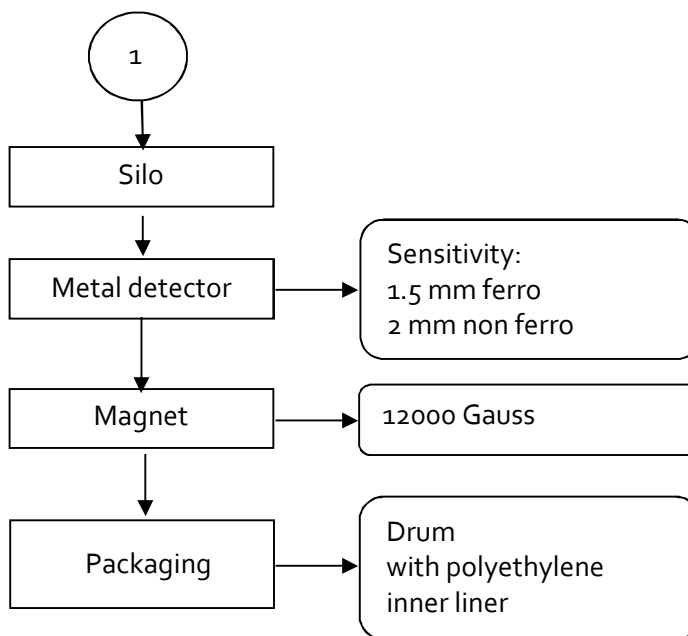 1
Silo
Metal detector
Sensitivity:
1.5 mm ferro
2 mm non ferro
Magnet
12000 Gauss
Packaging
Drum
with polyethylene
inner liner